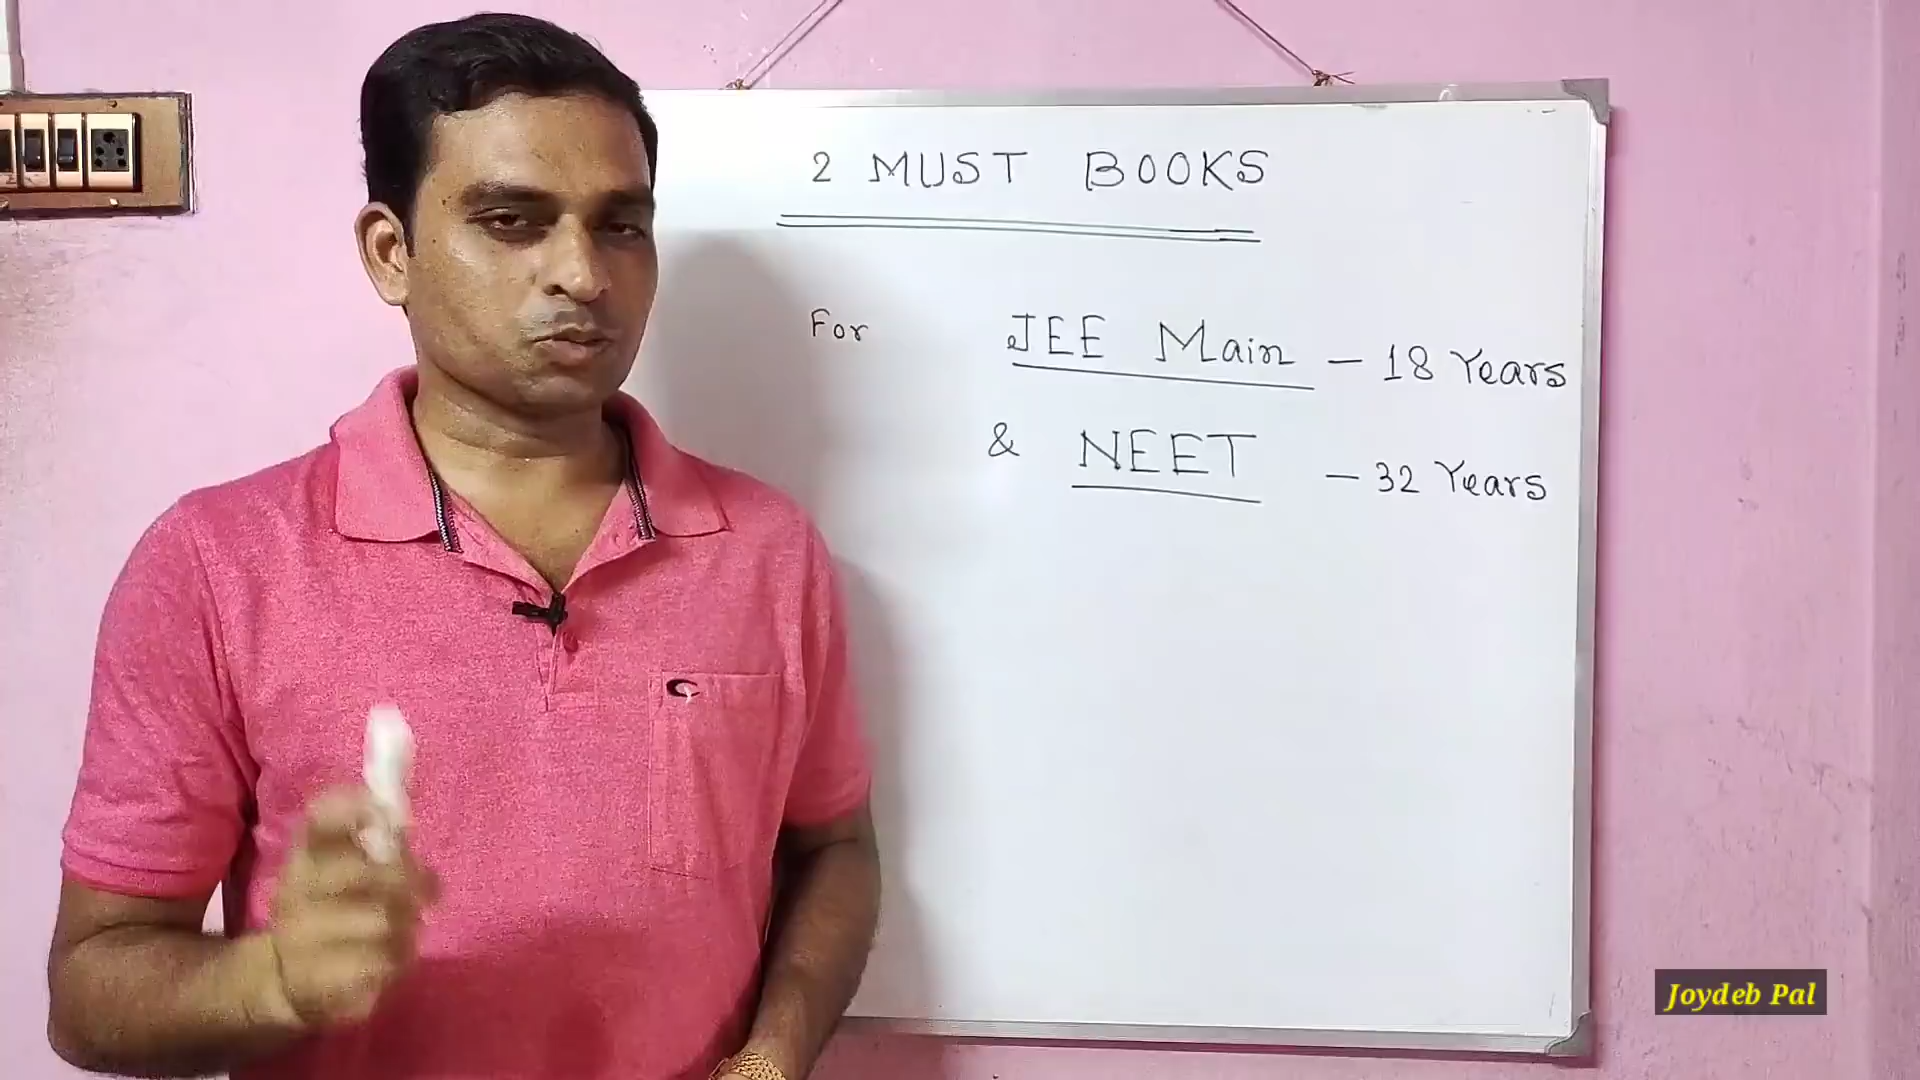 2 MUST BOOKS
For JEE Main - 18 Years
& NEET - 32 Years
Joydeb Pal